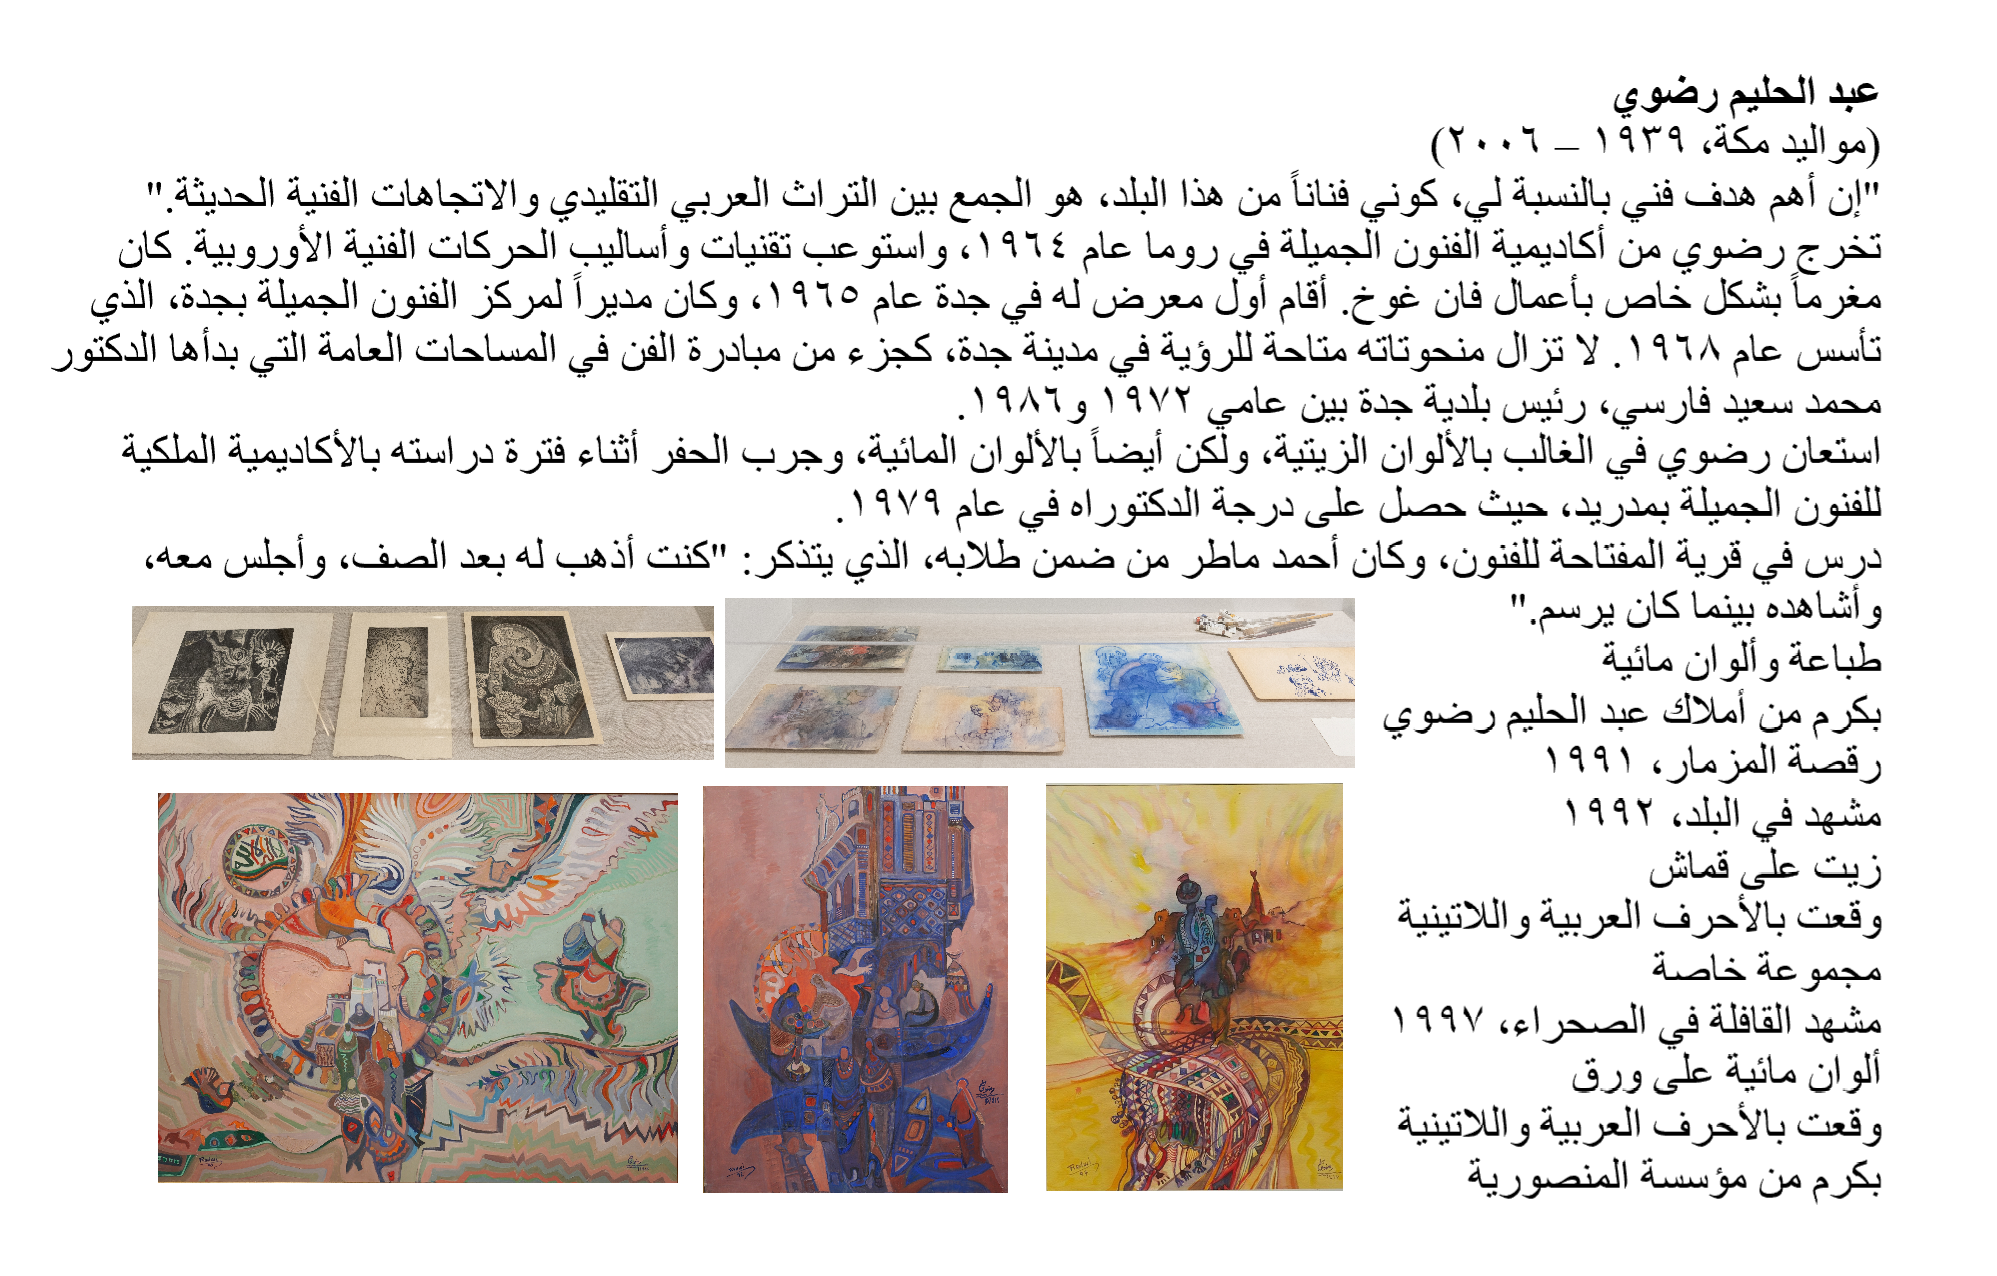 عبد الحليم رضوي
(مواليد مكة، ١٩٣٩ – ٢٠٠٦)
"إن أهم هدف فني بالنسبة لي، كوني فناناً من هذا البلد، هو الجمع بين التراث العربي التقليدي والاتجاهات الفنية الحديثة."
تخرج رضوي من أكاديمية الفنون الجميلة في روما عام ١٩٦٤، واستوعب تقنيات وأساليب الحركات الفنية الأوروبية. كان
مغرماً بشكل خاص بأعمال فان غوخ. أقام أول معرض له في جدة عام ١٩٦٥، وكان مديراً لمركز الفنون الجميلة بجدة، الذي
تأسس عام ١٩٦٨. لا تزال منحوتاته متاحة للرؤية في مدينة جدة، كجزء من مبادرة الفن في المساحات العامة التي بدأها الدكتور
محمد سعيد فارسي، رئيس بلدية جدة بين عامي ١٩٧٢ و١٩٨٦.
استعان رضوي في الغالب بالألوان الزيتية، ولكن أيضاً بالألوان المائية، وجرب الحفر أثناء فترة دراسته بالأكاديمية الملكية
للفنون الجميلة بمدريد، حيث حصل على درجة الدكتوراه في عام ١٩٧٩.
درس في قرية المفتاحة للفنون، وكان أحمد ماطر من ضمن طلابه، الذي يتذكر: "كنت أذهب له بعد الصف، وأجلس معه،
وأشاهده بينما كان يرسم."
طباعة وألوان مائية
بكرم من أملاك عبد الحليم رضوي
رقصة المزمار، ١٩٩١
مشهد في البلد، ١٩٩٢
زيت على قماش
وقعت بالأحرف العربية واللاتينية
مجموعة خاصة
مشهد القافلة في الصحراء، ١٩٩٧
ألوان مائية على ورق
وقعت بالأحرف العربية واللاتينية
بكرم من مؤسسة المنصورية